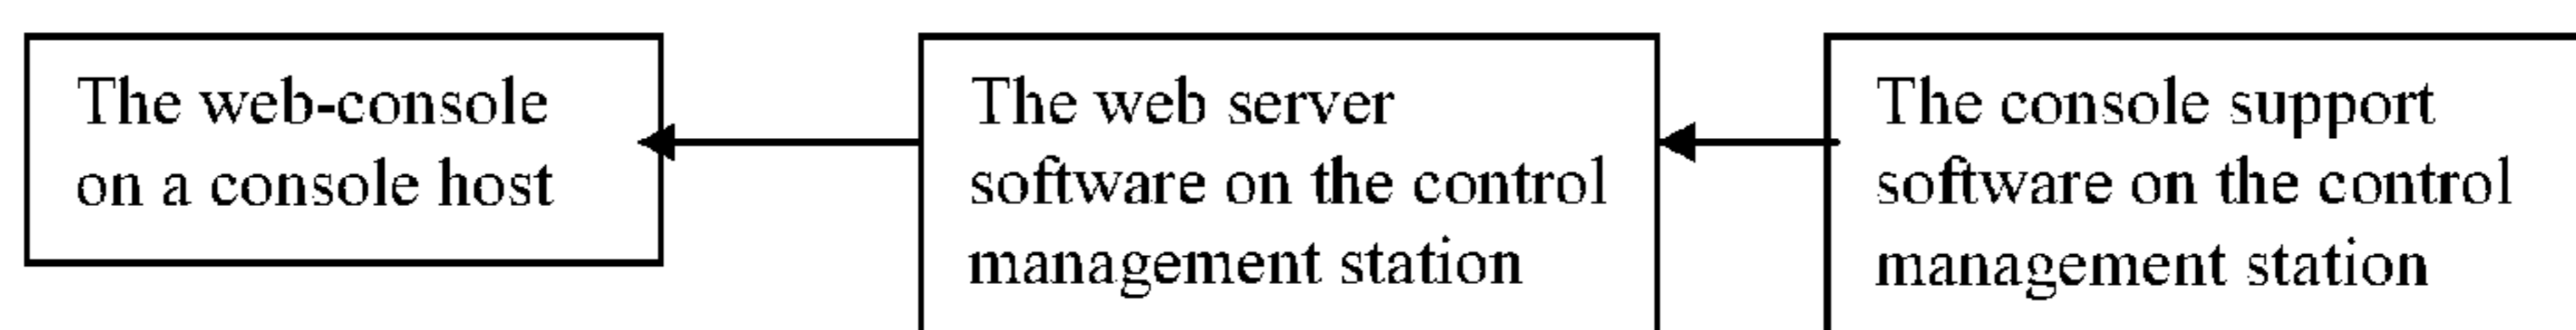 The web-console
on a console host
The web server
software on the control
management station
The console support
software on the control
management station